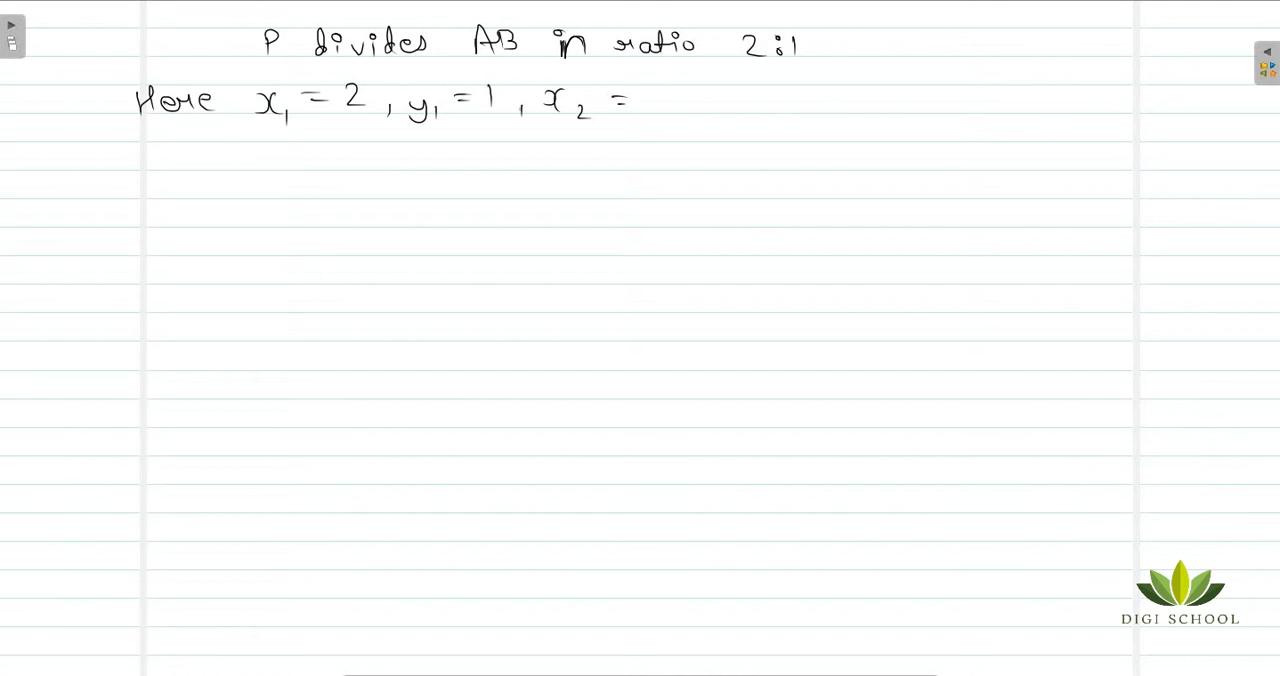 P divides AB in ratio 2:1
Here x₁ = 2, y₁ = 1, x₂ =
DIGI SCHOOL